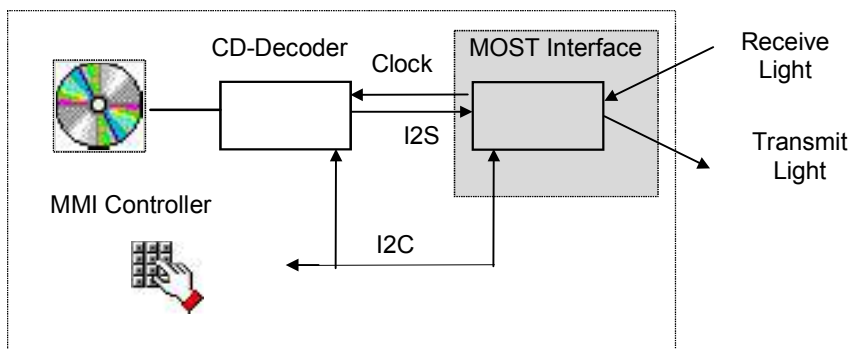 CD-Decoder
MOST Interface
Receive
Light
Clock
I2S
Transmit
Light
MMI Controller
I2C